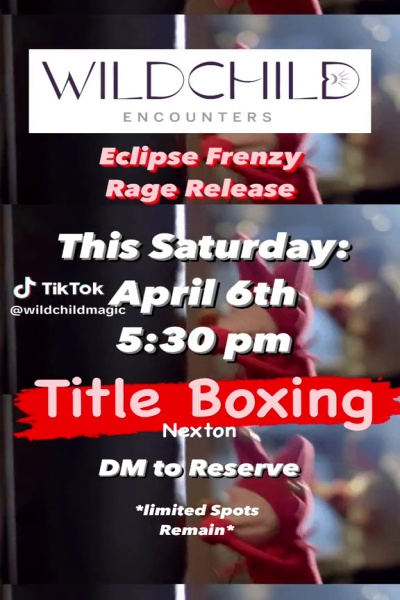 WILDCHILD
ENCOUNTERS
Eclipse Frenzy
Rage Release
This Saturday:
TikTok
April 6th
@wildchildmagic
5:30 pm
Title Boxing
Nexton
DM to Reserve
*limited Spots
Remain*